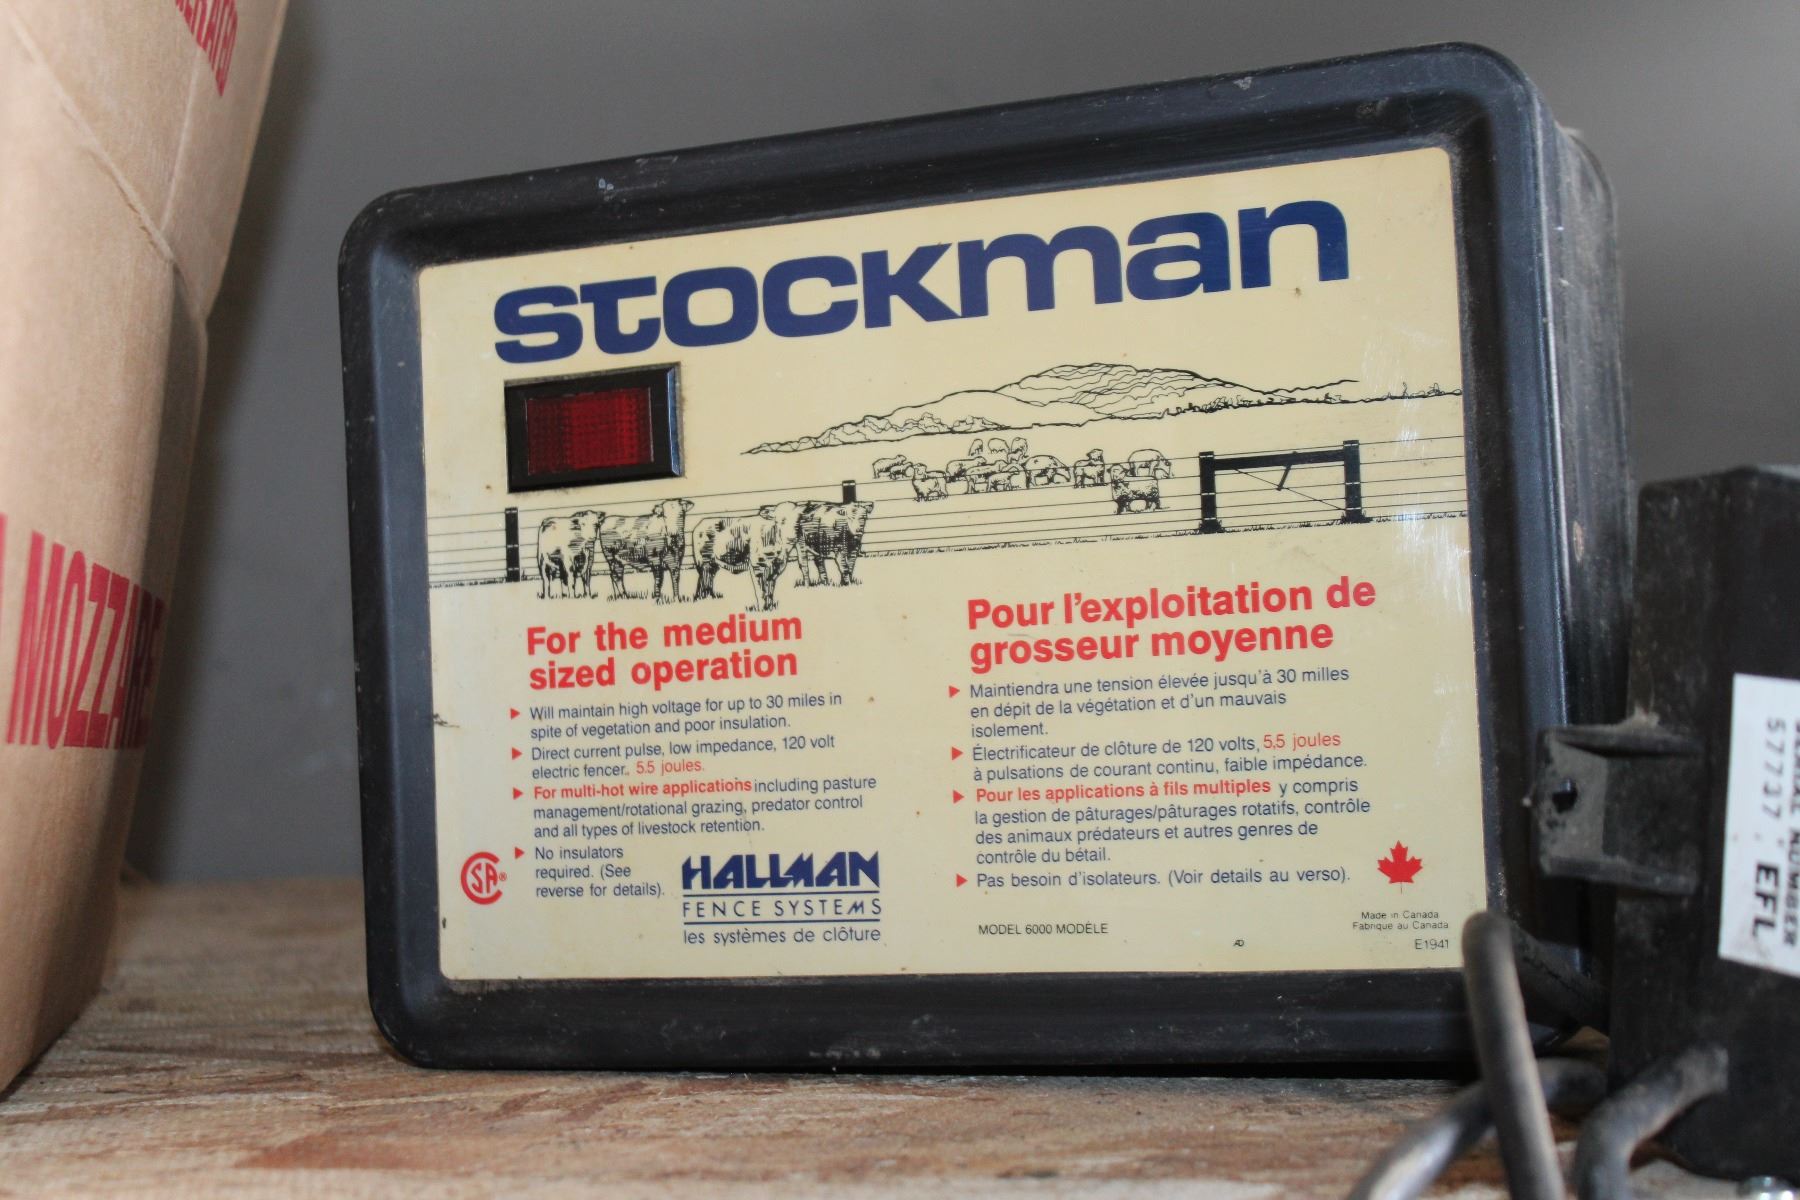 STOCKMAN
For the medium
sized operation
Will maintain high voltage for up to 30 miles in
spite of vegetation and poor insulation.
Direct current pulse, low impedance, 120 volt
electric fencer. 5.5 joules.
For multi-hot wire applications including pasture
management/rotational grazing, predator control
and all types of livestock retention.
No insulators
required. (See
reverse for details).
CSA®
HALLMAN
FENCE SYSTEMS
les systèmes de clôture
Pour l'exploitation de
grosseur moyenne
Maintiendra une tension élevée jusqu'à 30 milles
en dépit de la végétation et d'un mauvais
isolement.
Électrificateur de clôture de 120 volts, 5,5 joules
à pulsations de courant continu, faible impédance.
Pour les applications à fils multiples y compris
la gestion de pâturages/pâturages rotatifs, contrôle
des animaux prédateurs et autres genres de
contrôle du bétail.
Pas besoin d'isolateurs. (Voir details au verso).
MODEL 6000 MODÈLE
Made in Canada
Fabrique au Canada
E1941
MOZZARE
SERIAL NUMBER
57737 EFL